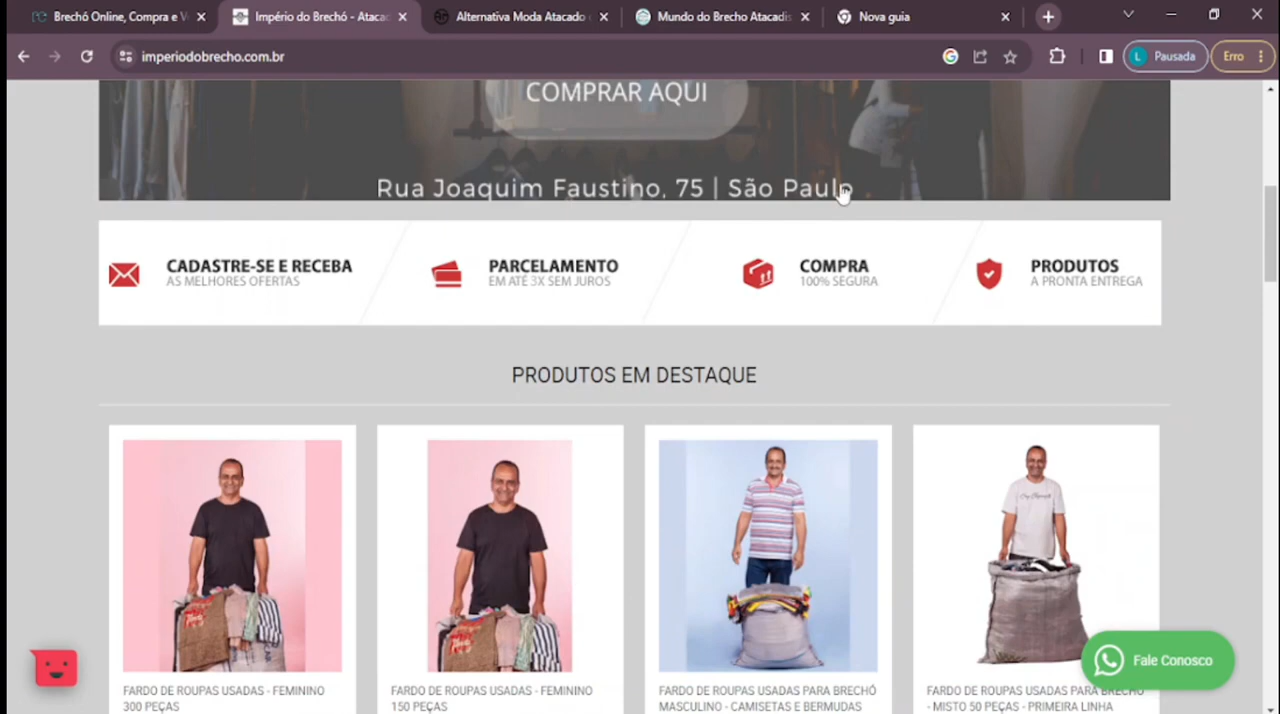 Brechó Online, Compra e V
Império do Brechó - Ataca
Alternativa Moda Atacado
Mundo do Brecho Atacadis
Nova guia
imperiodobrecho.com.br
L Pausada
Erro
COMPRAR AQUI
Rua Joaquim Faustino, 75 | São Paulo
CADASTRE-SE E RECEBA
AS MELHORES OFERTAS
PARCELAMENTO
EM ATÉ 3X SEM JUROS
COMPRA
100% SEGURA
PRODUTOS
A PRONTA ENTREGA
PRODUTOS EM DESTAQUE
FARDO DE ROUPAS USADAS - FEMININO
300 PEÇAS
FARDO DE ROUPAS USADAS - FEMININO
150 PEÇAS
FARDO DE ROUPAS USADAS PARA BRECHÓ
MASCULINO - CAMISETAS E BERMUDAS
FARDO DE ROUPAS USADAS PARA BRECHÓ
- MISTO 50 PEÇAS - PRIMEIRA LINHA
Fale Conosco